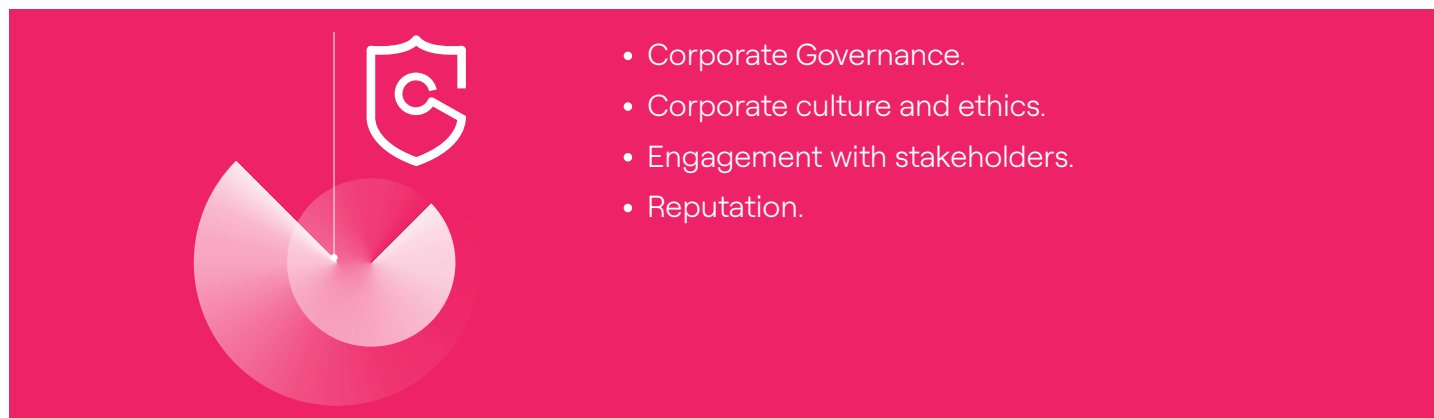 • Corporate Governance.
• Corporate culture and ethics.
• Engagement with stakeholders.
• Reputation.